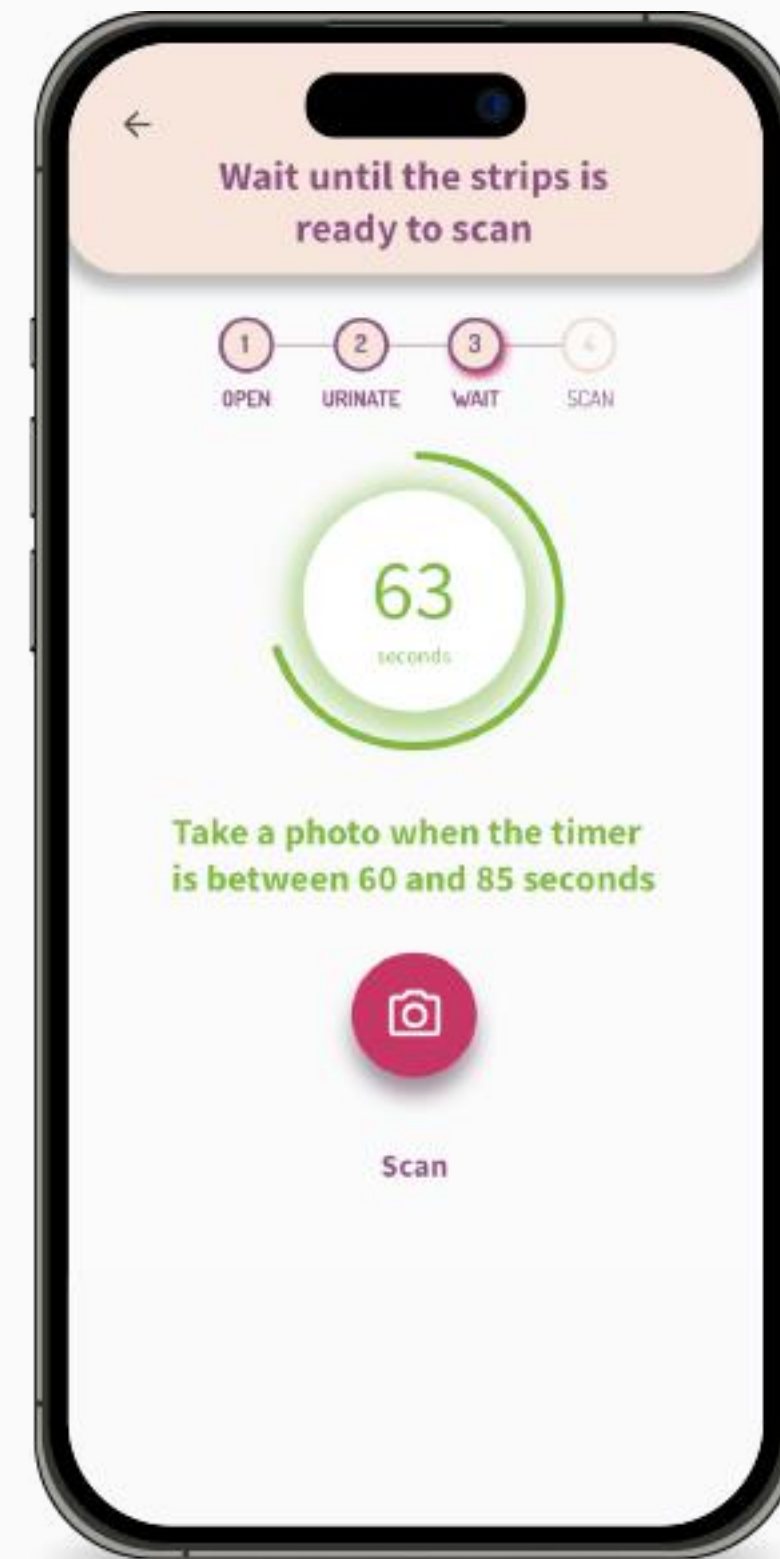 Wait until the strips is
ready to scan
1 2 3 4
OPEN URINATE WAIT SCAN
63
seconds
Take a photo when the timer
is between 60 and 85 seconds
Scan